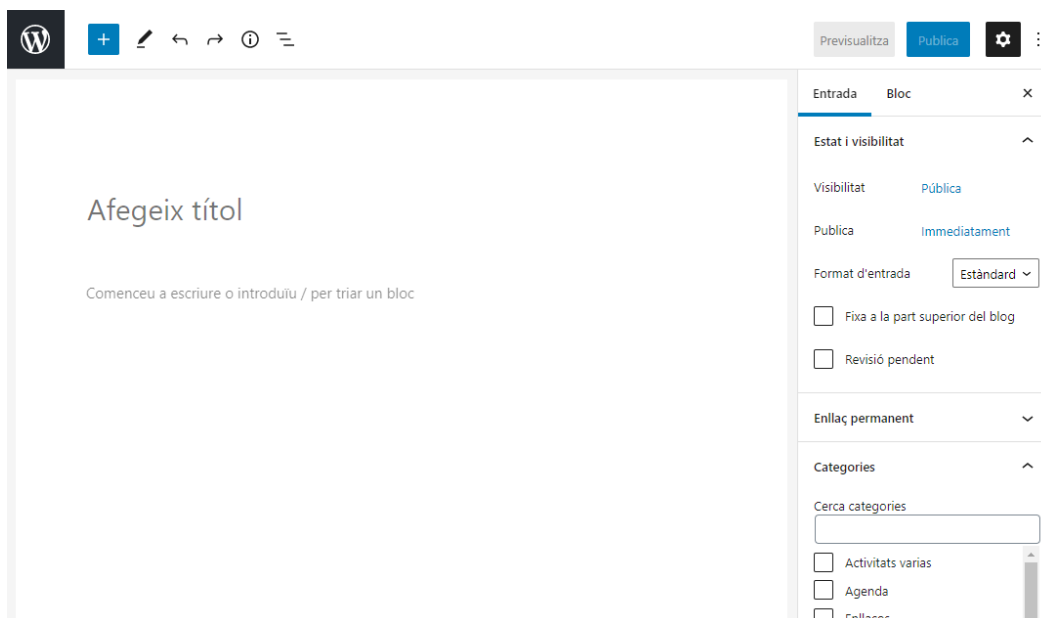 Previsualitza
Publica
Entrada Bloc
Estat i visibilitat
Visibilitat Pública
Publica Immediatament
Format d'entrada Estàndard
Fixa a la part superior del blog
Revisió pendent
Enllaç permanent
Categories
Cerca categories
Activitats varias
Agenda
Enllaços
Afegeix títol
Comenceu a escriure o introduïu / per triar un bloc